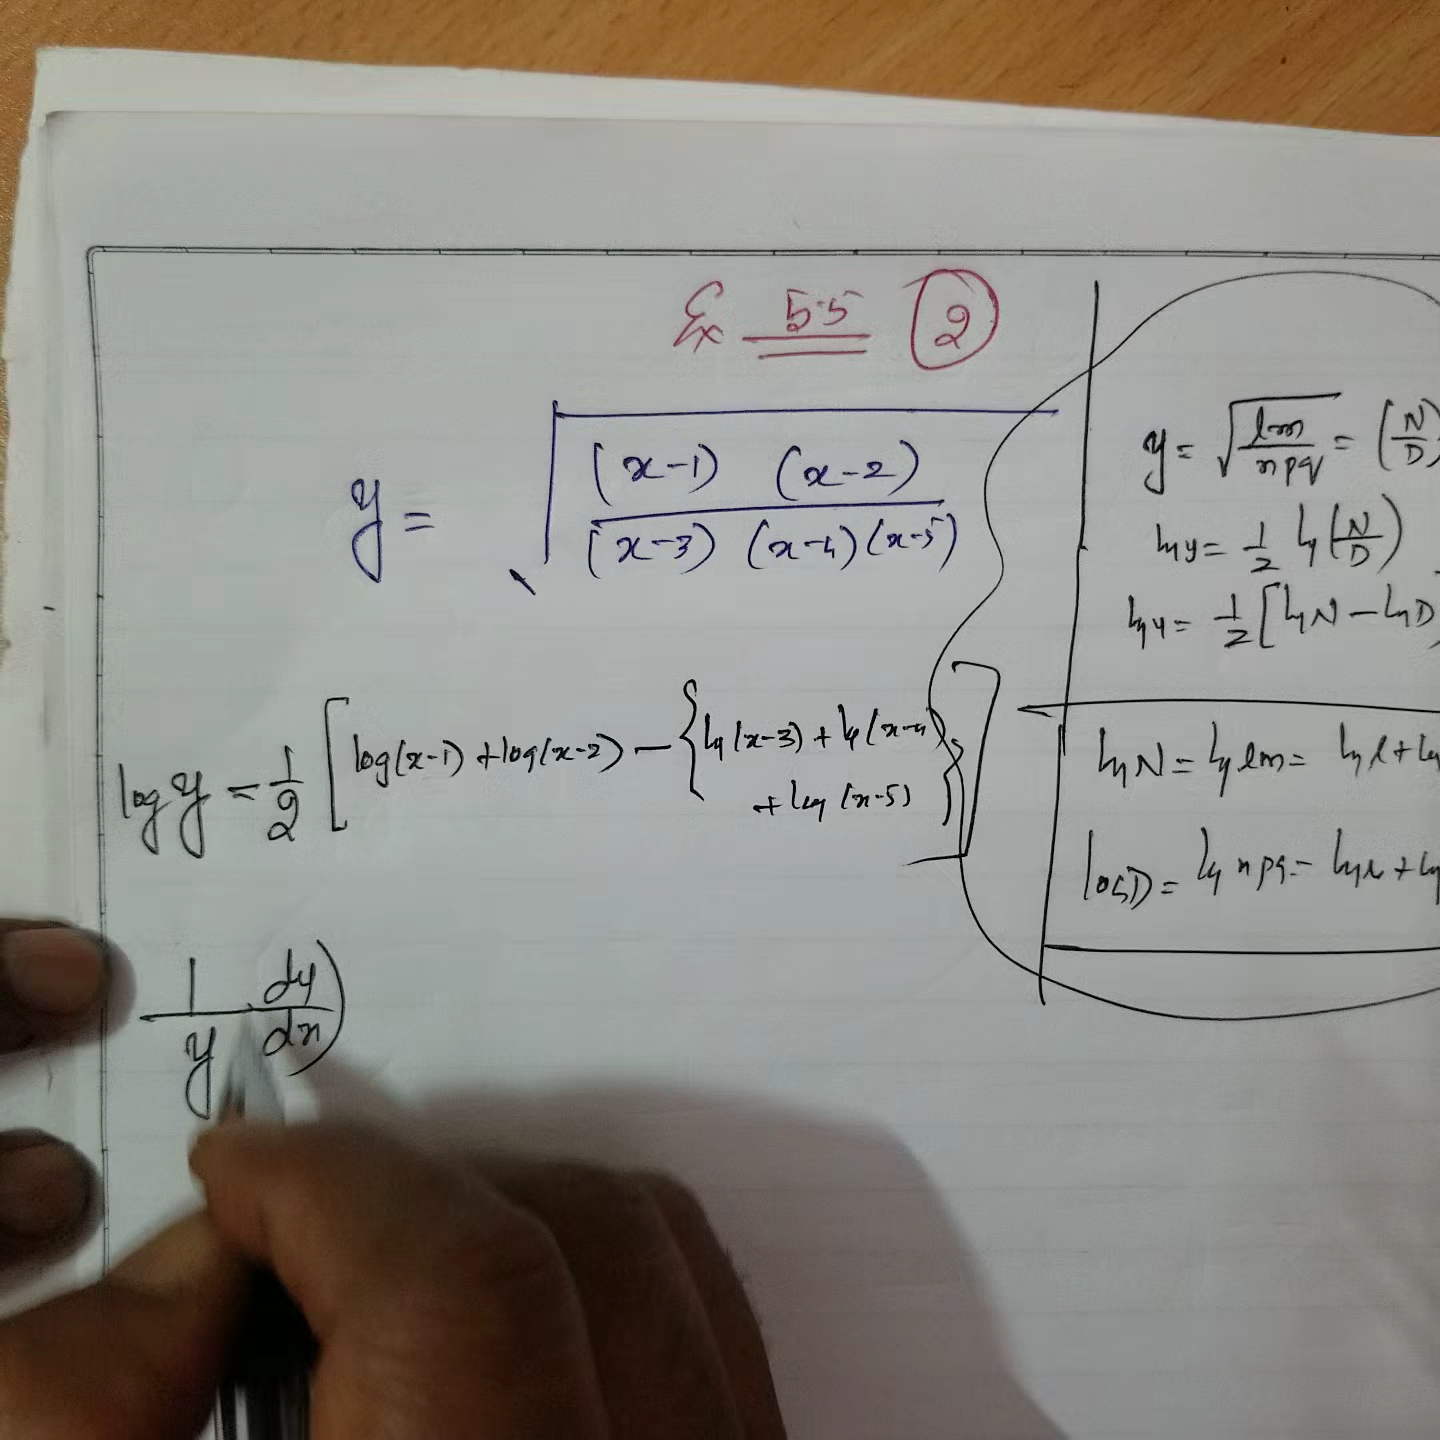 Ex 5.5 (2)
y = √((x-1) (x-2) / (x-3) (x-4) (x-5))
log y = 1/2 [log(x-1) + log(x-2) - {log(x-3) + log(x-4)
+ log(x-5)}]
1/y dy/dx)
y = √(lm/npq) = (N/D)
log y = 1/2 log(N/D)
log y = 1/2 [log N - log D]
log N = log lm = log l + log
log D = log npq = log n + log